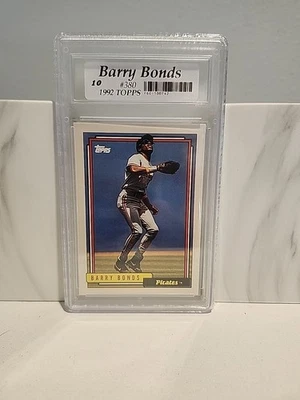 Barry Bonds
10 #380
1992 TOPPS
Topps
BARRY BONDS
Pirates